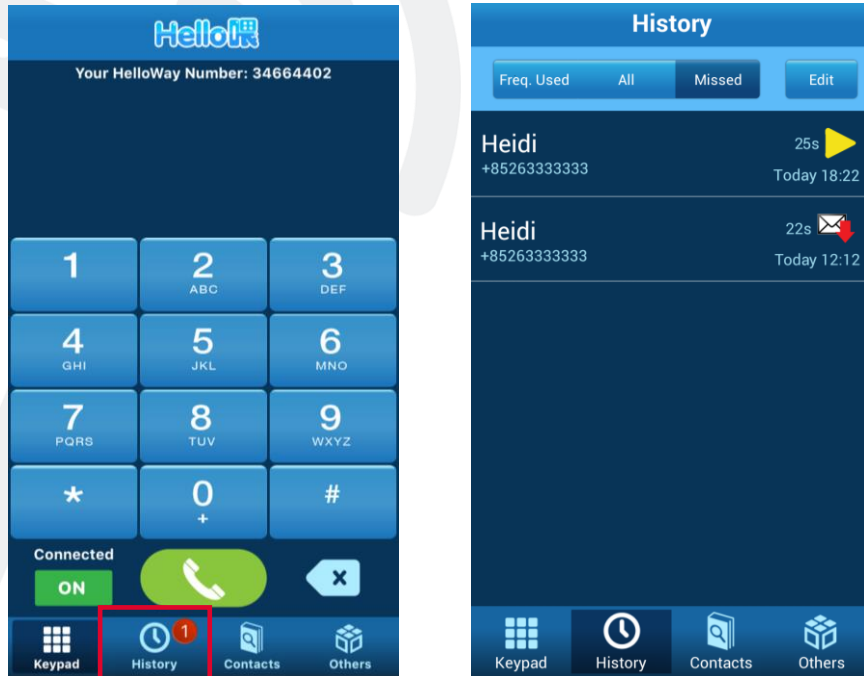 Hello喂
Your HelloWay Number: 34664402
1
2
ABC
3
DEF
4
GHI
5
JKL
6
MNO
7
PQRS
8
TUV
9
WXYZ
*
0
+
#
Connected
ON
1
Keypad
History
Contacts
Others
History
Freq. Used
All
Missed
Edit
Heidi
25s
+85263333333
Today 18:22
Heidi
22s
+85263333333
Today 12:12
Keypad
History
Contacts
Others